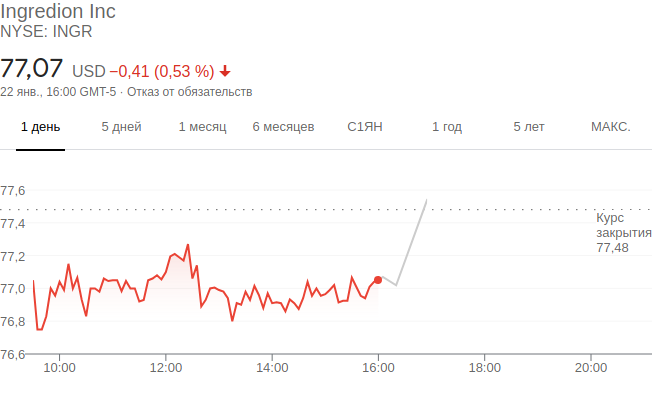 Ingredion Inc
NYSE: INGR
77,07 USD −0,41 (0,53 %)
22 янв., 16:00 GMT-5 · Отказ от обязательств
1 день 5 дней 1 месяц 6 месяцев С1ЯН 1 год 5 лет МАКС.
77,6
77,4
Курс
закрытия
77,48
77,2
77,0
76,8
76,6
10:00 12:00 14:00 16:00 18:00 20:00